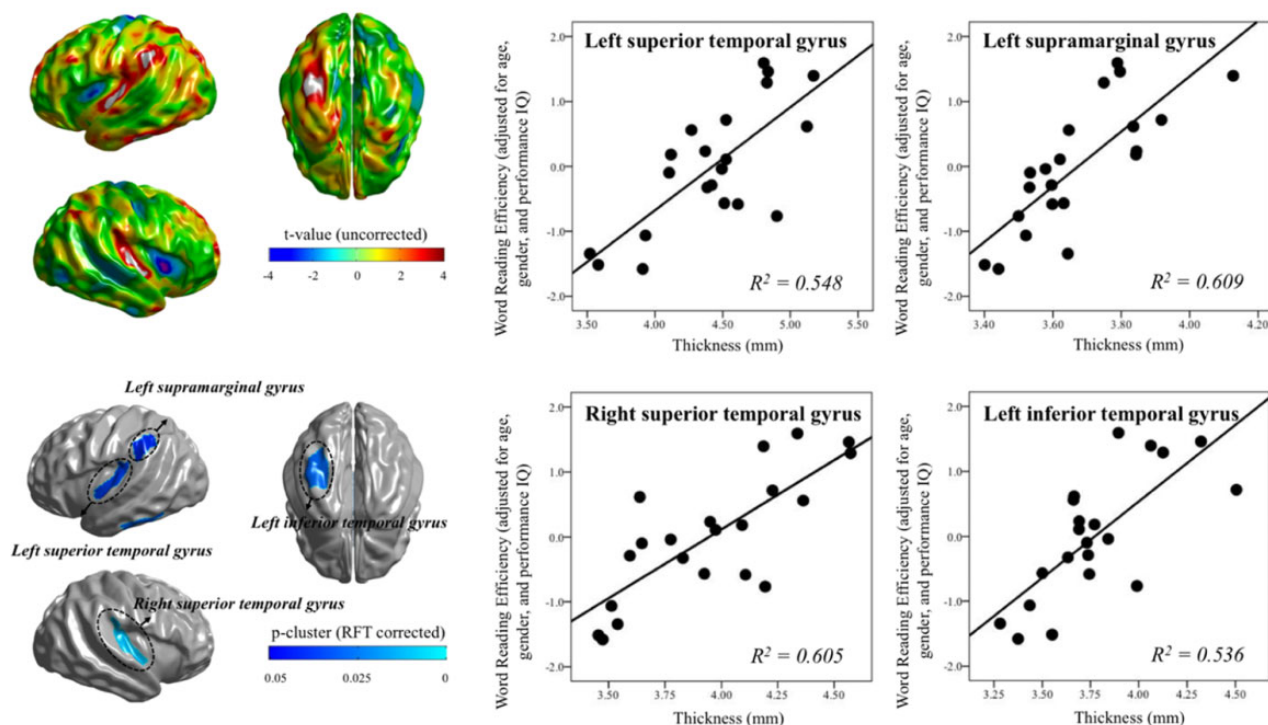 t-value (uncorrected)
-4 -2 0 2 4
Left superior temporal gyrus
Word Reading Efficiency (adjusted for age,
gender, and performance IQ)
2.0
1.0
0.0
-1.0
-2.0
R² = 0.548
3.50 4.00 4.50 5.00 5.50
Thickness (mm)
Left supramarginal gyrus
Word Reading Efficiency (adjusted for age,
gender, and performance IQ)
2.0
1.0
0.0
-1.0
-2.0
R² = 0.609
3.40 3.60 3.80 4.00 4.20
Thickness (mm)
Left supramarginal gyrus
Left inferior temporal gyrus
Left superior temporal gyrus
Right superior temporal gyrus
p-cluster (RFT corrected)
0.05 0.025 0
Right superior temporal gyrus
Word Reading Efficiency (adjusted for age,
gender, and performance IQ)
2.0
1.0
0.0
-1.0
-2.0
R² = 0.605
3.50 3.75 4.00 4.25 4.50
Thickness (mm)
Left inferior temporal gyrus
Word Reading Efficiency (adjusted for age,
gender, and performance IQ)
2.0
1.0
0.0
-1.0
-2.0
R² = 0.536
3.25 3.50 3.75 4.00 4.25 4.50
Thickness (mm)